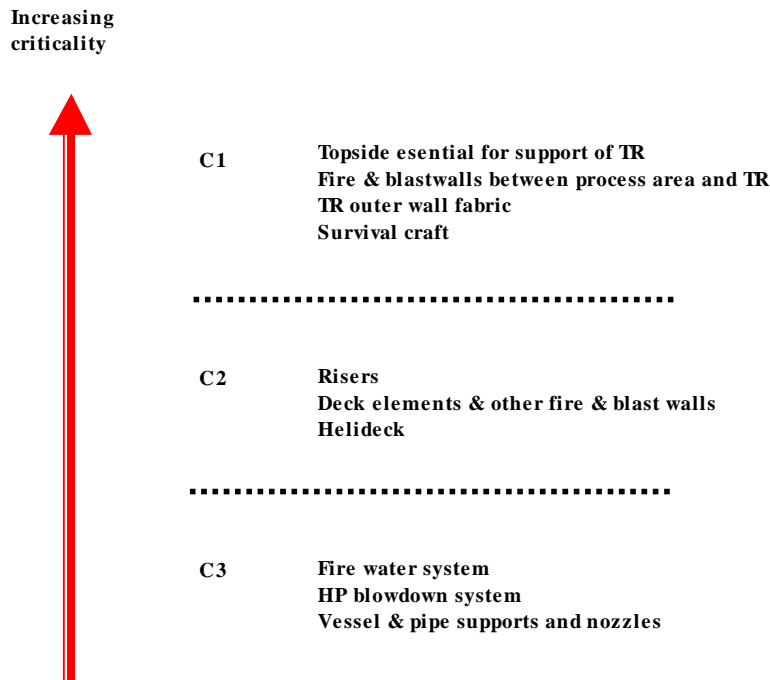 Increasing
criticality
C1
Topside esential for support of TR
Fire & blastwalls between process area and TR
TR outer wall fabric
Survival craft
C2
Risers
Deck elements & other fire & blast walls
Helideck
C3
Fire water system
HP blowdown system
Vessel & pipe supports and nozzles